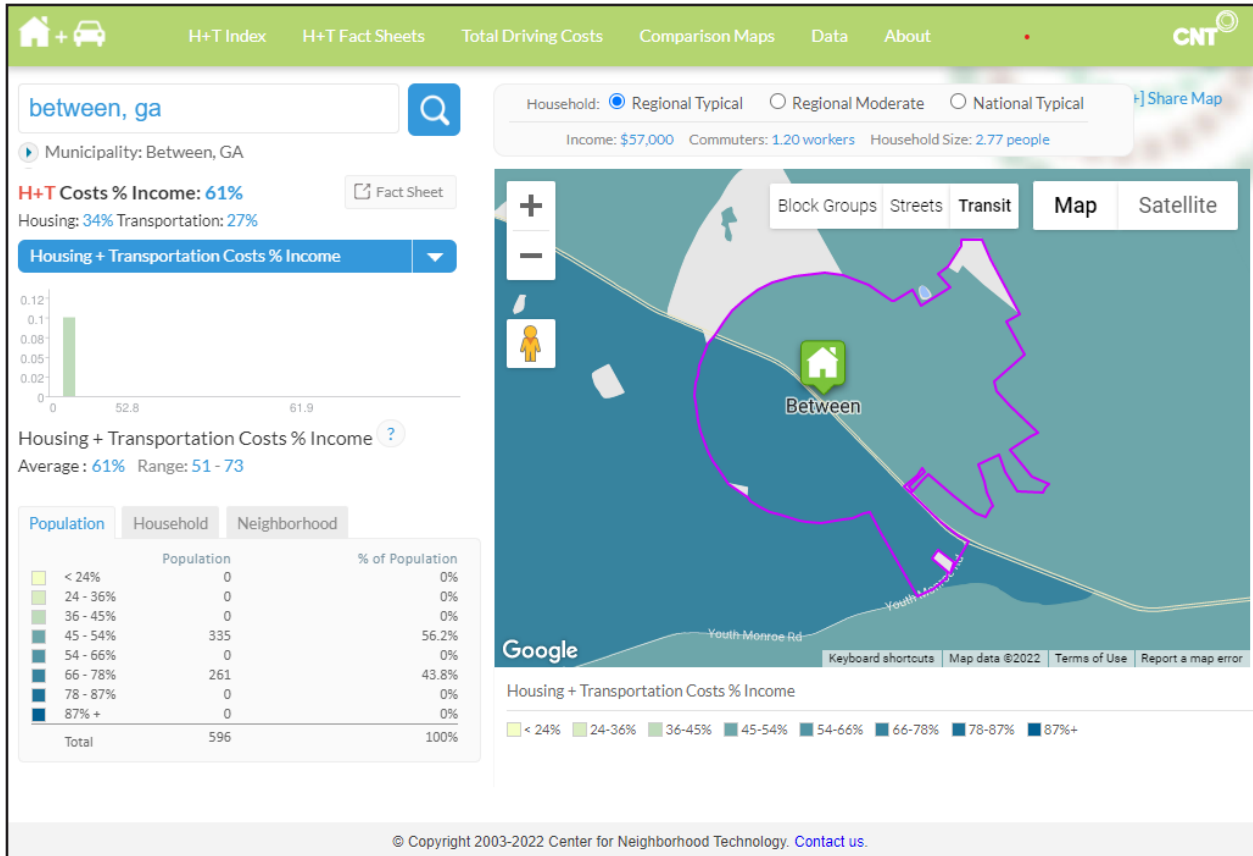 +
H+T Index H+T Fact Sheets Total Driving Costs Comparison Maps Data About
CNT
between, ga
Municipality: Between, GA
H+T Costs % Income: 61%
Fact Sheet
Housing: 34% Transportation: 27%
Housing + Transportation Costs % Income
0.12
0.1
0.08
0.05
0.02
0
0 52.8 61.9
Housing + Transportation Costs % Income ?
Average : 61% Range: 51 - 73
Population Household Neighborhood
Population % of Population
< 24% 0 0%
24 - 36% 0 0%
36 - 45% 0 0%
45 - 54% 335 56.2%
54 - 66% 0 0%
66 - 78% 261 43.8%
78 - 87% 0 0%
87% + 0 0%
Total 596 100%
Household: Regional Typical Regional Moderate National Typical
+] Share Map
Income: $57,000 Commuters: 1.20 workers Household Size: 2.77 people
+
−
Block Groups Streets Transit Map Satellite
Between
Youth Monroe Rd
Youth Monroe Rd
Google
Keyboard shortcuts Map data ©2022 Terms of Use Report a map error
Housing + Transportation Costs % Income
< 24% 24-36% 36-45% 45-54% 54-66% 66-78% 78-87% 87%+
© Copyright 2003-2022 Center for Neighborhood Technology. Contact us.